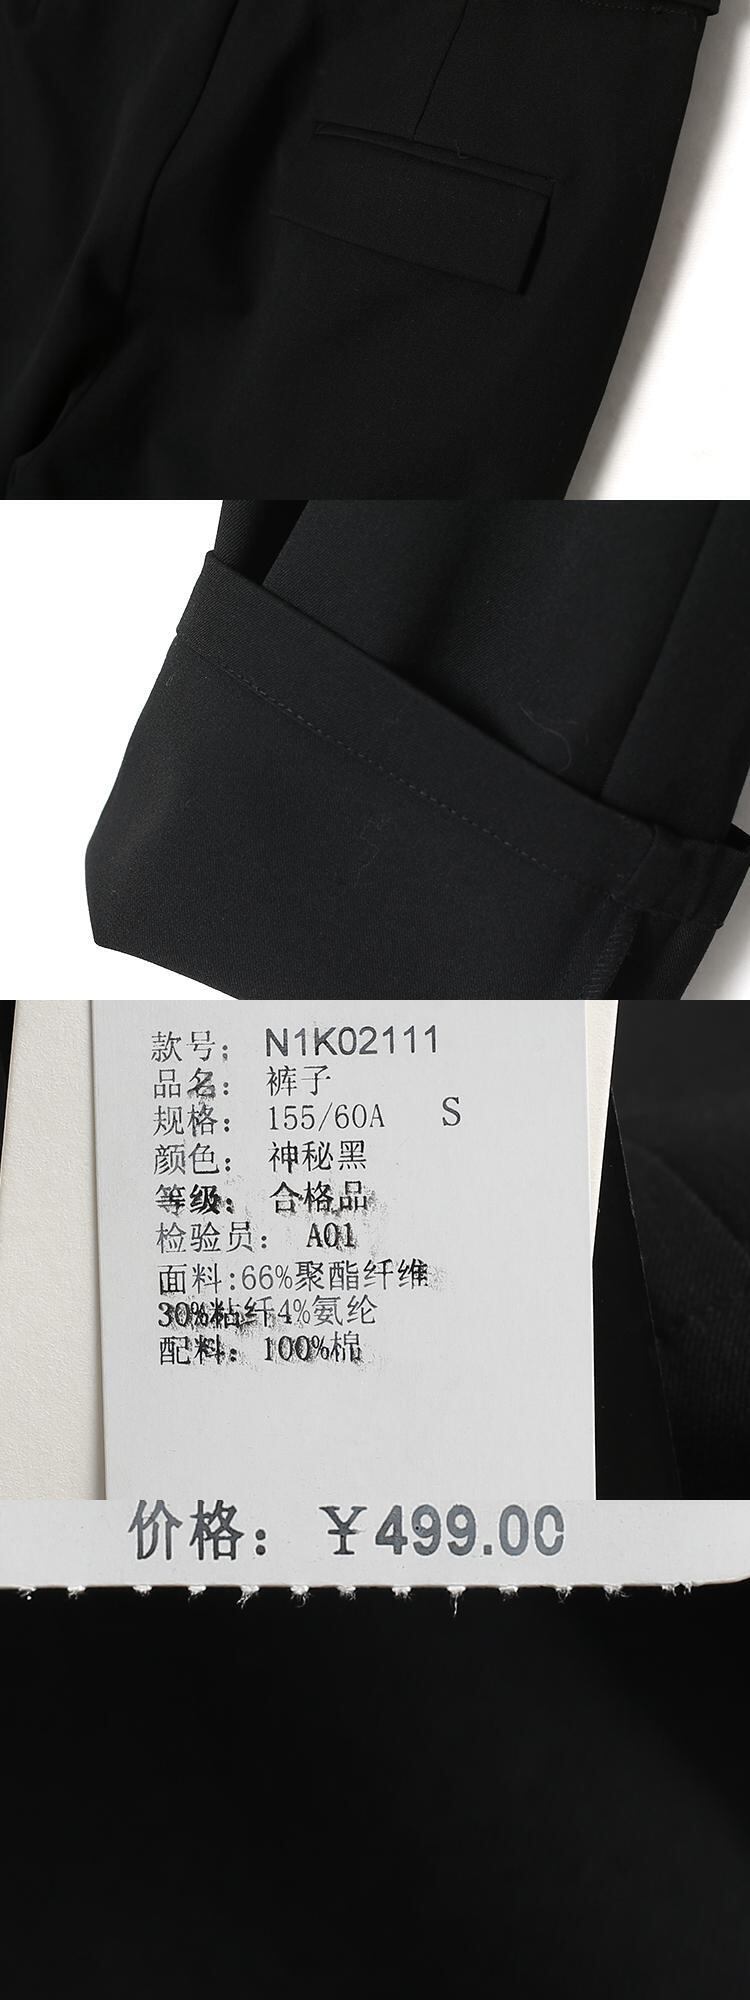 款号: N1K02111
品名: 裤子
规格: 155/60A S
颜色: 神秘黑
等级: 合格品
检验员: A01
面料:66%聚酯纤维
30%粘纤4%氨纶
配料: 100%棉
价格: ¥499.00